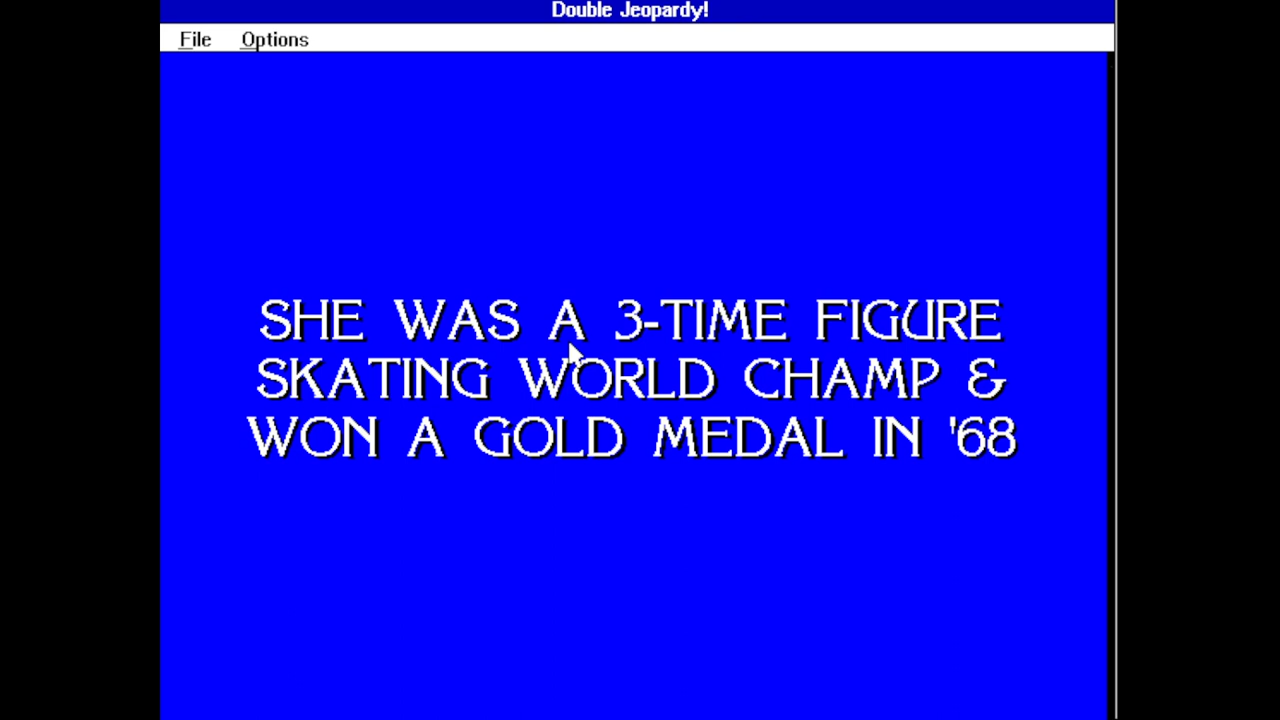 Double Jeopardy!
File Options
SHE WAS A 3-TIME FIGURE
SKATING WORLD CHAMP &
WON A GOLD MEDAL IN '68